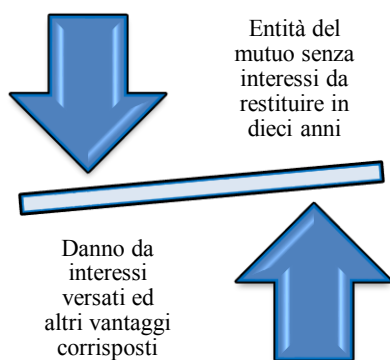 Entità del
mutuo senza
interessi da
restituire in
dieci anni
Danno da
interessi
versati ed
altri vantaggi
corrisposti